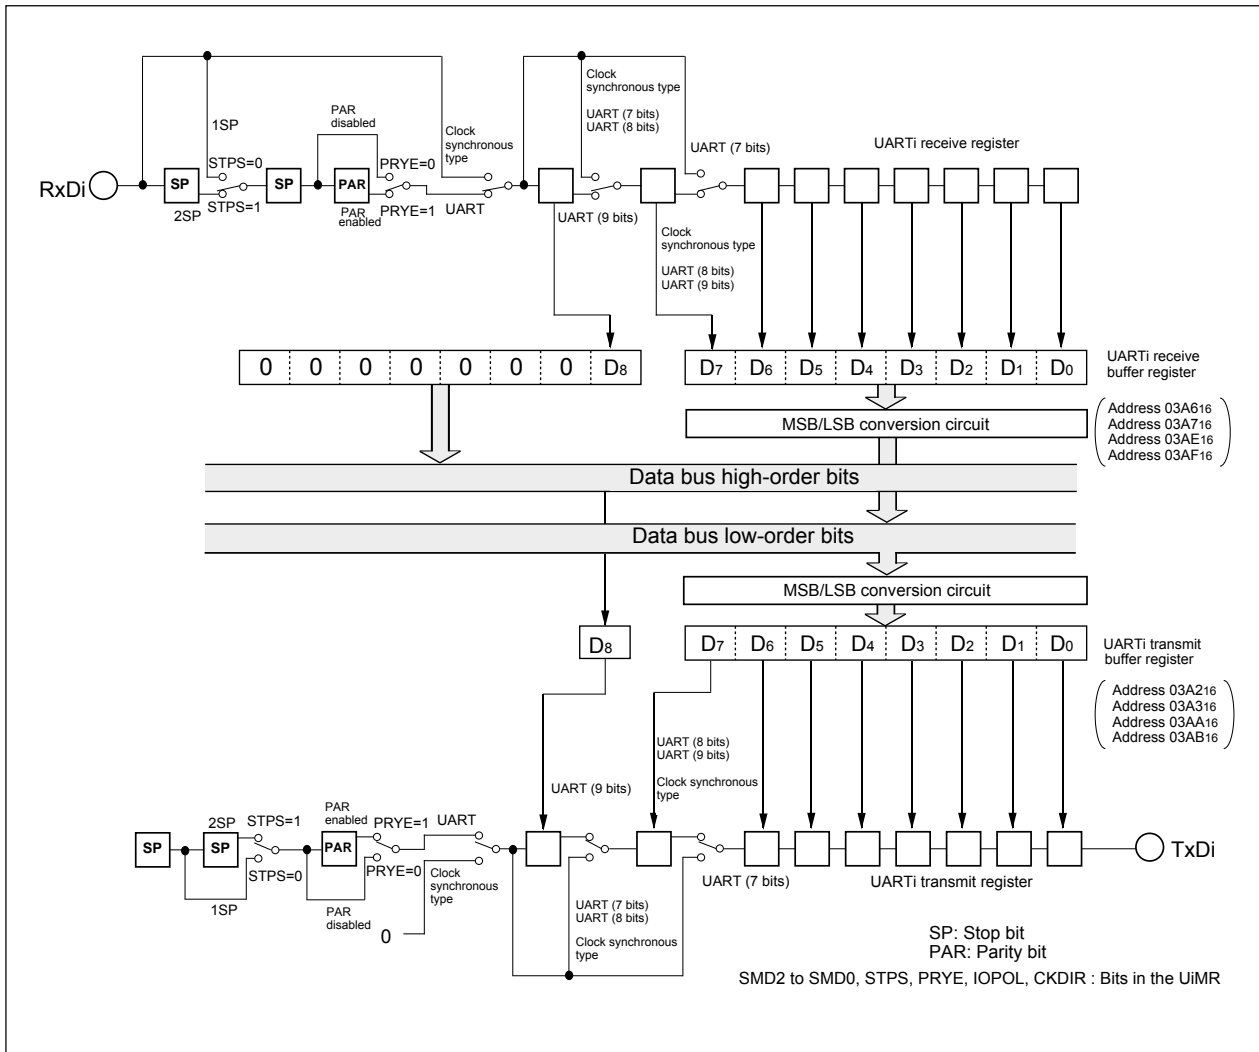 Clock
synchronous type
UART (7 bits)
UART (8 bits)
1SP
PAR
disabled
Clock
synchronous
type
UART (7 bits)
UARTi receive register
STPS=0
PRYE=0
RxDi
SP
SP
PAR
STPS=1
2SP
PAR
enabled
PRYE=1
UART
UART (9 bits)
Clock
synchronous type
UART (8 bits)
UART (9 bits)
0 0 0 0 0 0 0 D8
D7 D6 D5 D4 D3 D2 D1 D0
UARTi receive
buffer register
MSB/LSB conversion circuit
Address 03A616
Address 03A716
Address 03AE16
Address 03AF16
Data bus high-order bits
Data bus low-order bits
MSB/LSB conversion circuit
D8
D7 D6 D5 D4 D3 D2 D1 D0
UARTi transmit
buffer register
Address 03A216
Address 03A316
Address 03AA16
Address 03AB16
UART (8 bits)
UART (9 bits)
Clock synchronous
type
UART (9 bits)
2SP
STPS=1
PAR
enabled
PRYE=1
UART
SP
SP
PAR
TxDi
STPS=0
PRYE=0
Clock
synchronous
type
UART (7 bits)
UARTi transmit register
1SP
PAR
disabled
0
UART (7 bits)
UART (8 bits)
Clock synchronous
type
SP: Stop bit
PAR: Parity bit
SMD2 to SMD0, STPS, PRYE, IOPOL, CKDIR : Bits in the UiMR